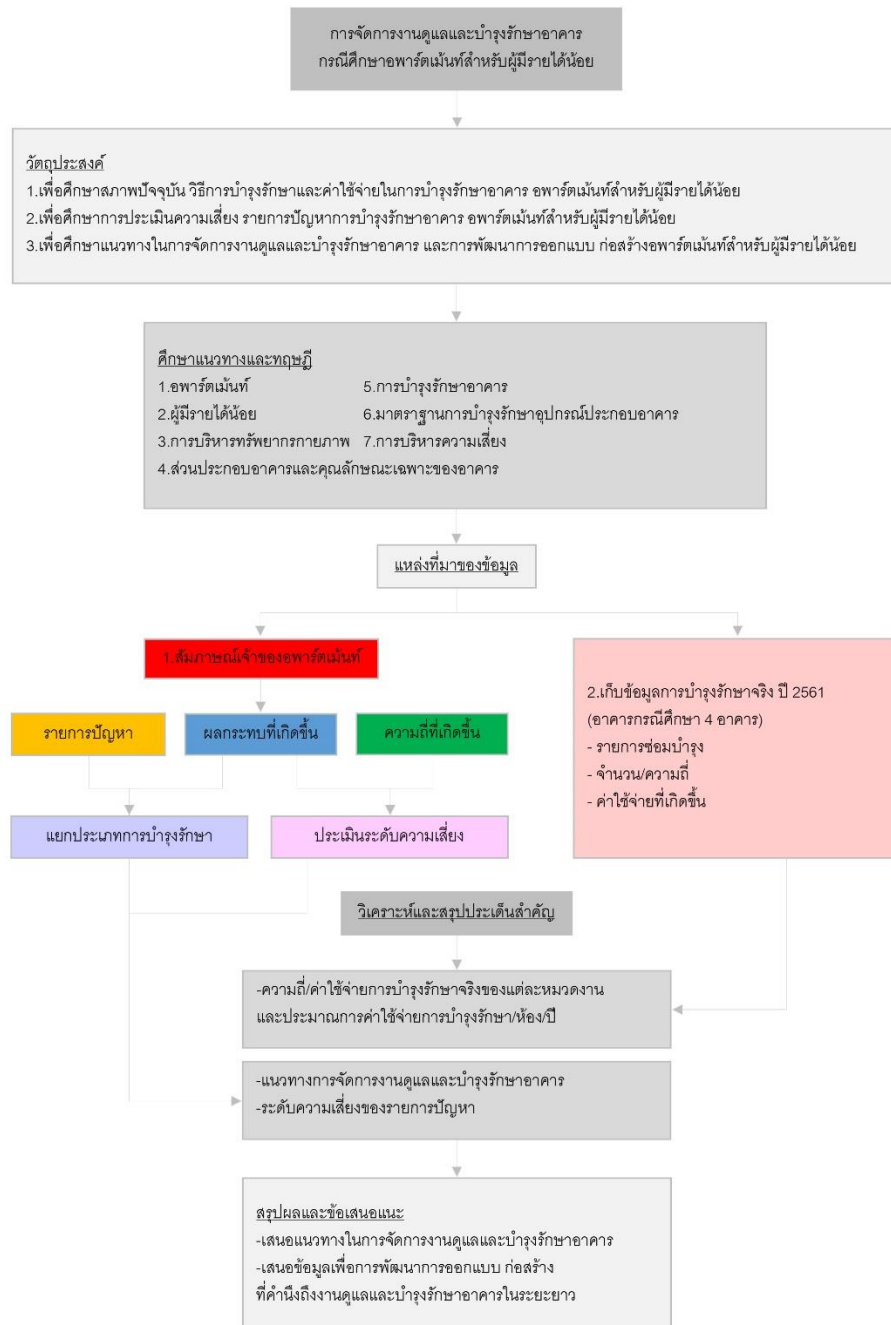 การจัดการงานดูแลและบำรุงรักษาอาคาร
กรณีศึกษาอพาร์ตเม้นท์สำหรับผู้มีรายได้น้อย
วัตถุประสงค์
1.เพื่อศึกษาสภาพปัจจุบัน วิธีการบำรุงรักษาและค่าใช้จ่ายในการบำรุงรักษาอาคาร อพาร์ตเม้นท์สำหรับผู้มีรายได้น้อย
2.เพื่อศึกษาการประเมินความเสี่ยง รายการปัญหาการบำรุงรักษาอาคาร อพาร์ตเม้นท์สำหรับผู้มีรายได้น้อย
3.เพื่อศึกษาแนวทางในการจัดการงานดูแลและบำรุงรักษาอาคาร และการพัฒนาการออกแบบ ก่อสร้างอพาร์ตเม้นท์สำหรับผู้มีรายได้น้อย
ศึกษาแนวทางและทฤษฎี
1.อพาร์ตเม้นท์ 5.การบำรุงรักษาอาคาร
2.ผู้มีรายได้น้อย 6.มาตราฐานการบำรุงรักษาอุปกรณ์ประกอบอาคาร
3.การบริหารทรัพยากรกายภาพ 7.การบริหารความเสี่ยง
4.ส่วนประกอบอาคารและคุณลักษณะเฉพาะของอาคาร
แหล่งที่มาของข้อมูล
1.สัมภาษณ์เจ้าของอพาร์ตเม้นท์
รายการปัญหา ผลกระทบที่เกิดขึ้น ความถี่ที่เกิดขึ้น
แยกประเภทการบำรุงรักษา ประเมินระดับความเสี่ยง
2.เก็บข้อมูลการบำรุงรักษาจริง ปี 2561
(อาคารกรณีศึกษา 4 อาคาร)
- รายการซ่อมบำรุง
- จำนวน/ความถี่
- ค่าใช้จ่ายที่เกิดขึ้น
วิเคราะห์และสรุปประเด็นสำคัญ
-ความถี่/ค่าใช้จ่ายการบำรุงรักษาจริงของแต่ละหมวดงาน
และประมาณการค่าใช้จ่ายการบำรุงรักษา/ห้อง/ปี
-แนวทางการจัดการงานดูแลและบำรุงรักษาอาคาร
-ระดับความเสี่ยงของรายการปัญหา
สรุปผลและข้อเสนอแนะ
-เสนอแนวทางในการจัดการงานดูแลและบำรุงรักษาอาคาร
-เสนอข้อมูลเพื่อการพัฒนาการออกแบบ ก่อสร้าง
ที่คำนึงถึงงานดูแลและบำรุงรักษาอาคารในระยะยาว